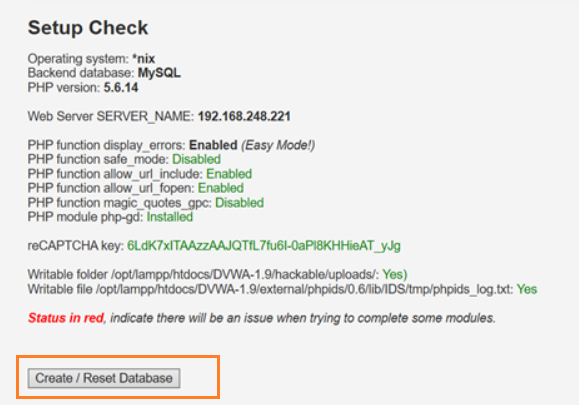 Setup Check
Operating system: *nix
Backend database: MySQL
PHP version: 5.6.14
Web Server SERVER_NAME: 192.168.248.221
PHP function display_errors: Enabled (Easy Mode!)
PHP function safe_mode: Disabled
PHP function allow_url_include: Enabled
PHP function allow_url_fopen: Enabled
PHP function magic_quotes_gpc: Disabled
PHP module php-gd: Installed
reCAPTCHA key: 6LdK7xITAAzzAAJQTfL7fu6I-0aPl8KHHieAT_yJg
Writable folder /opt/lampp/htdocs/DVWA-1.9/hackable/uploads/: Yes)
Writable file /opt/lampp/htdocs/DVWA-1.9/external/phpids/0.6/lib/IDS/tmp/phpids_log.txt: Yes
Status in red, indicate there will be an issue when trying to complete some modules.
Create / Reset Database